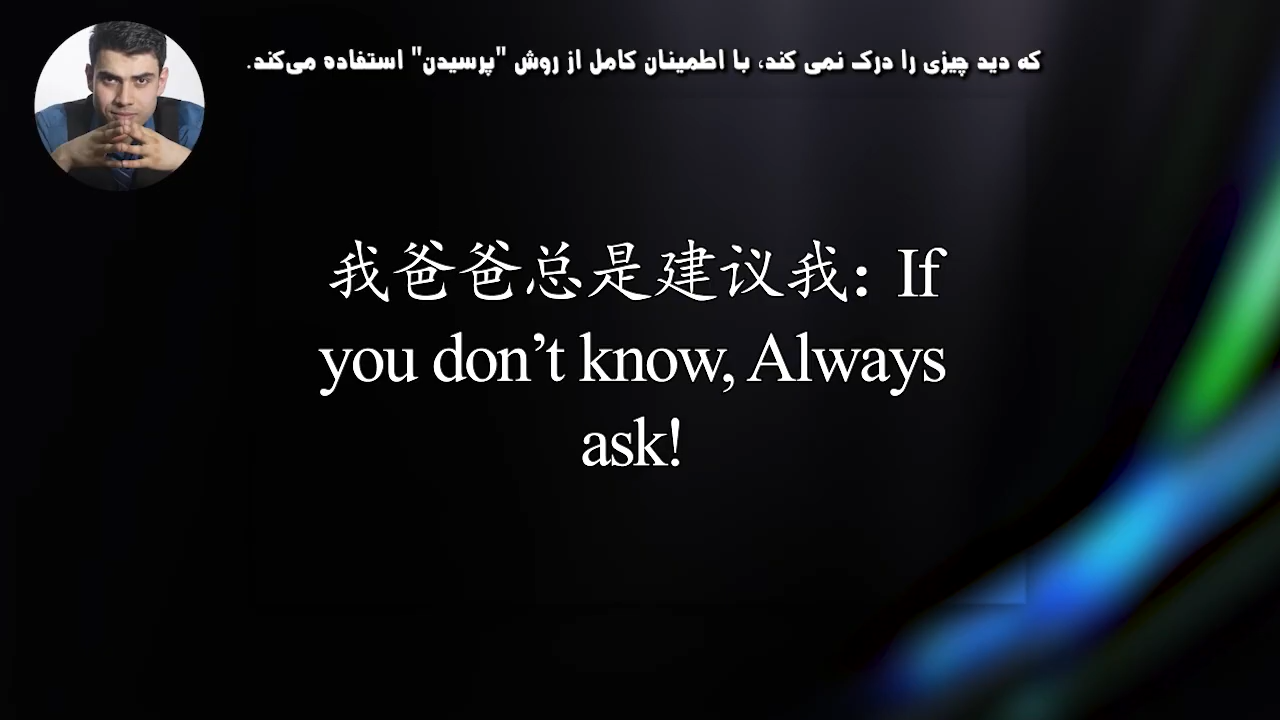 که دید چیزی را درک نمی کند، با اطمینان کامل از روش "پرسیدن" استفاده می‌کند.
我爸爸总是建议我: If
you don’t know, Always
ask!